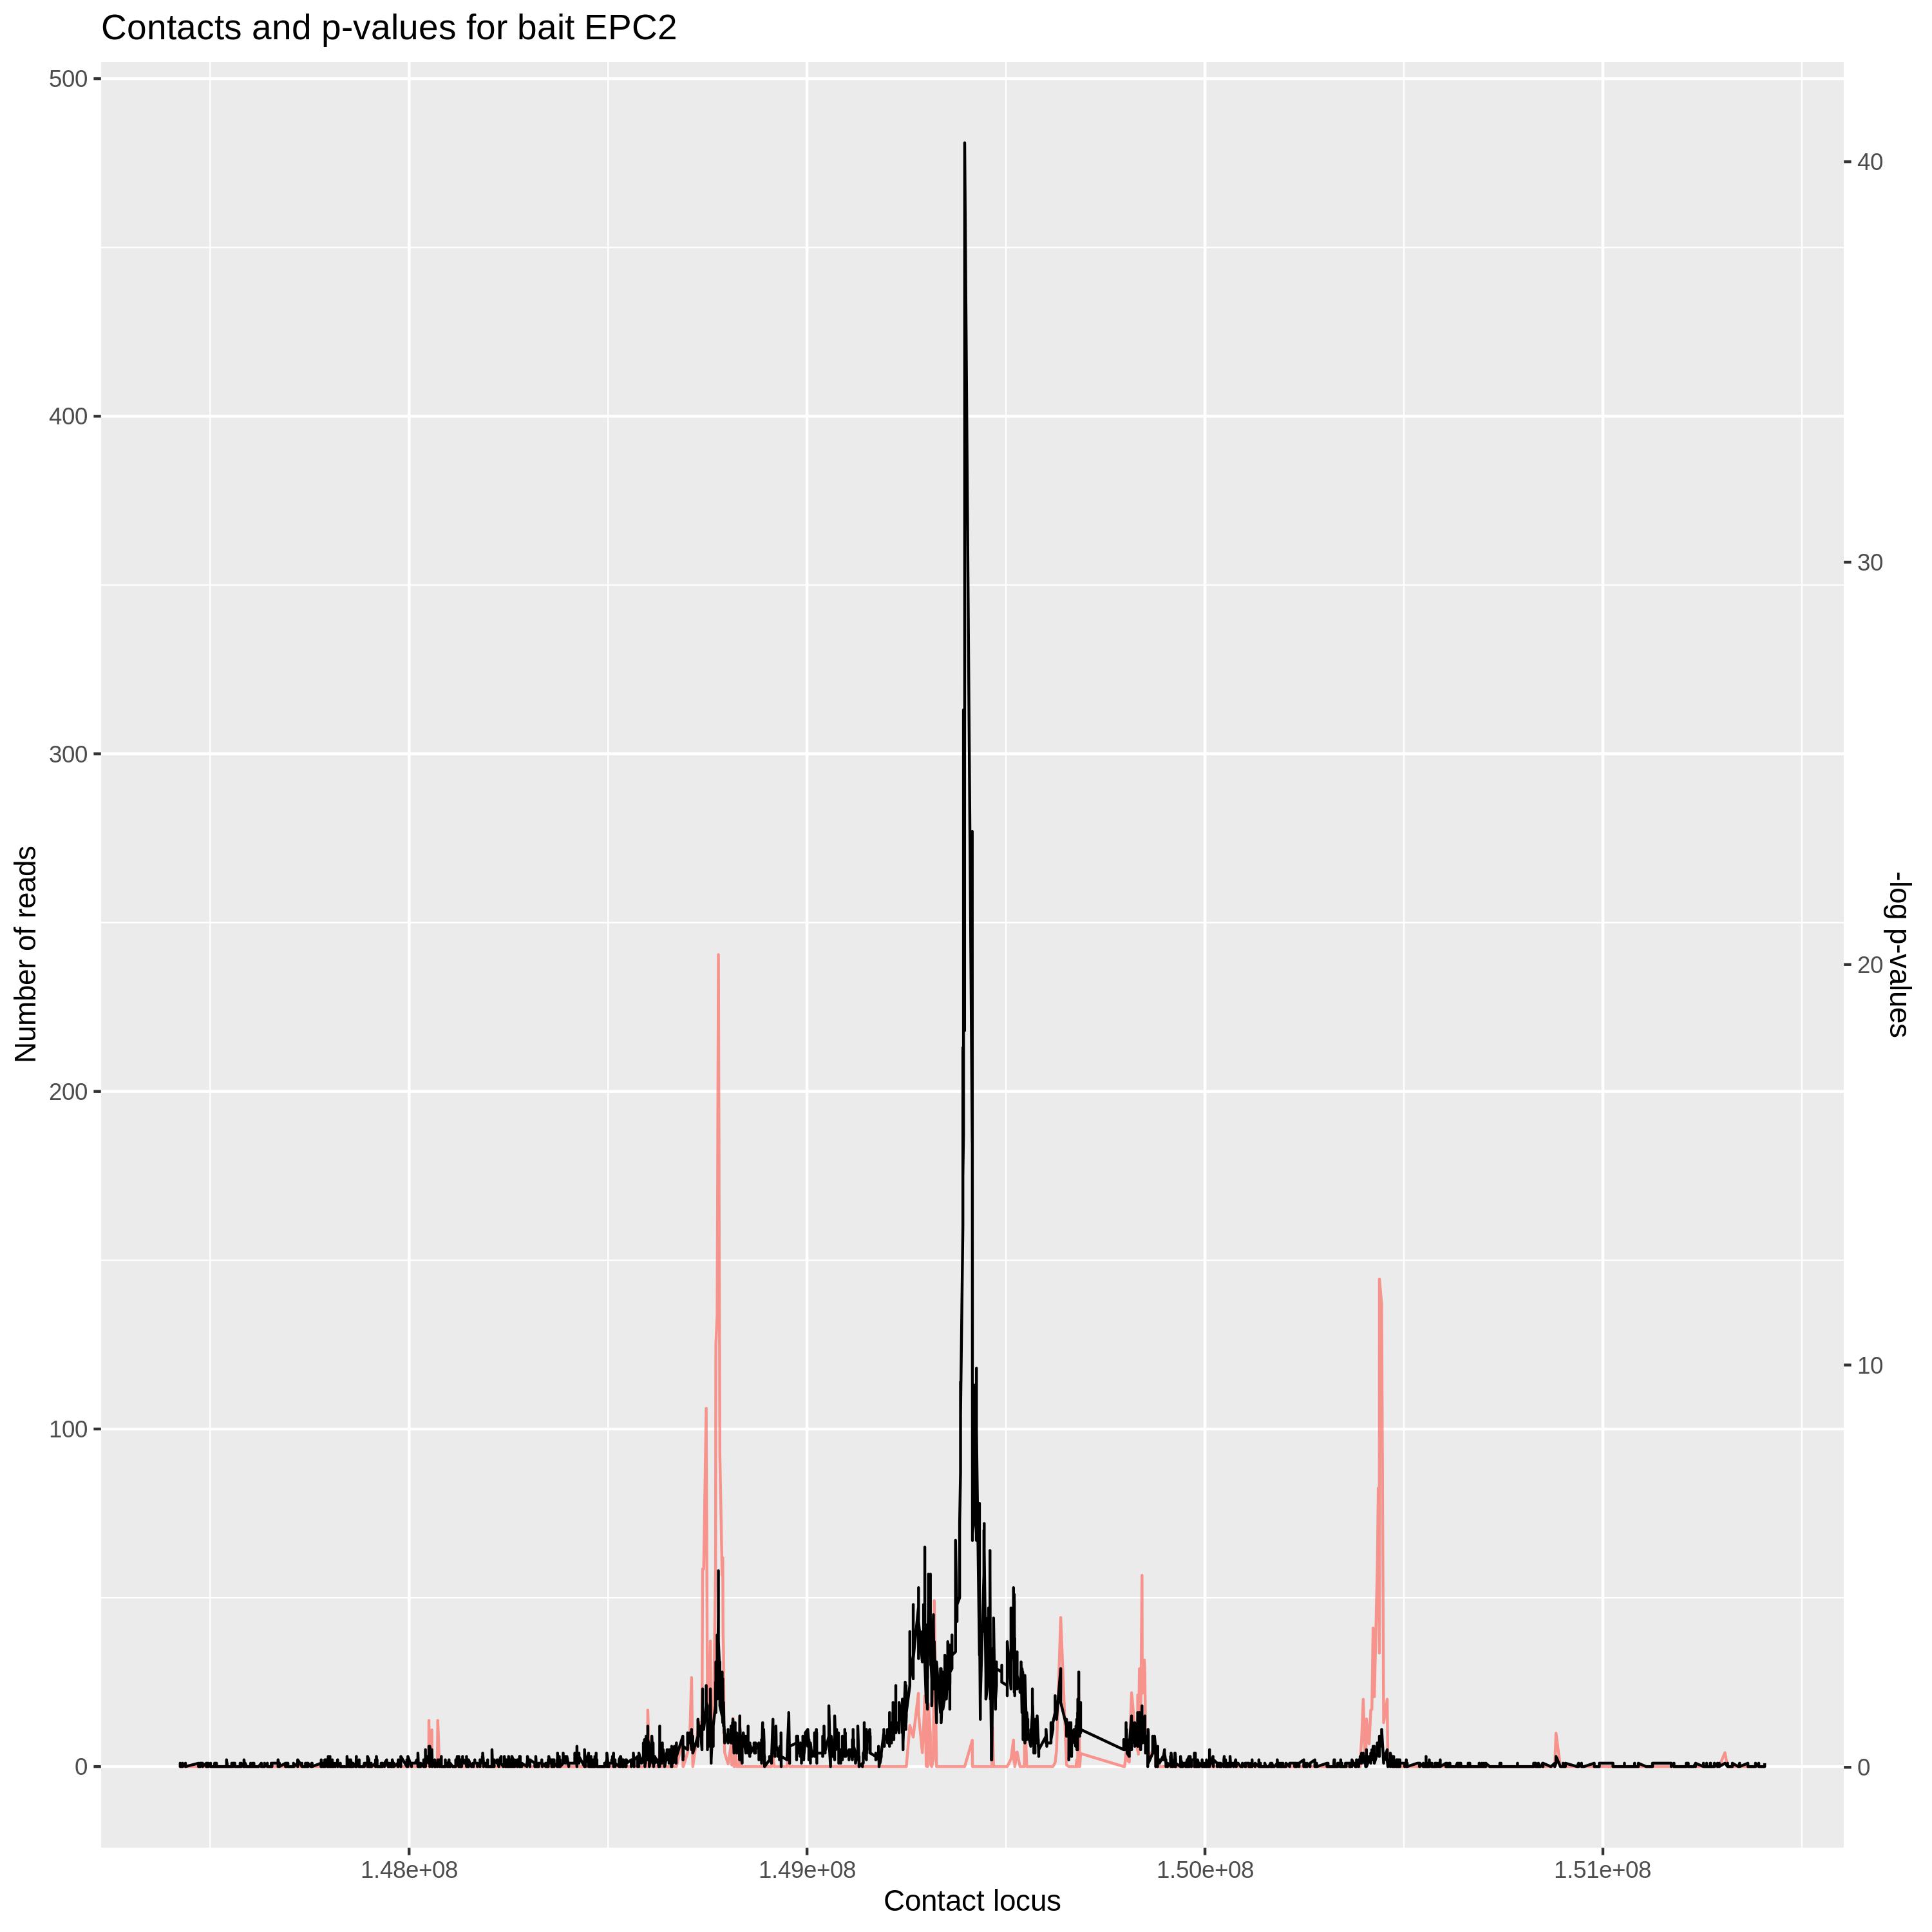 Contacts and p-values for bait EPC2
500
400
300
200
100
0
Number of reads
40
30
20
10
0
-log p-values
1.48e+08
1.49e+08
1.50e+08
1.51e+08
Contact locus